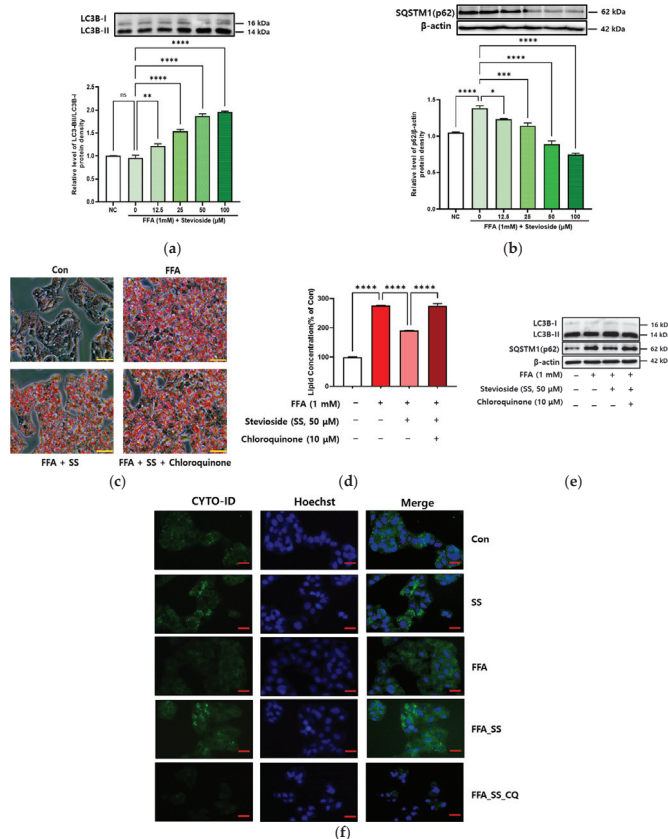 LC3B-I
LC3B-II
16 kDa
14 kDa
Relative level of LC3-BII/LC3B-I
protein density
2.5
2.0
1.5
1.0
0.5
0.0
ns
**
****
****
****
NC 0 12.5 25 50 100
FFA (1mM) + Stevioside (μM)
(a)
SQSTM1(p62)
β-actin
62 kDa
42 kDa
Relative level of p62/β-actin
protein density
1.5
1.0
0.5
0.0
****
*
***
****
****
NC 0 12.5 25 50 100
FFA (1mM) + Stevioside (μM)
(b)
Con FFA
FFA + SS FFA + SS + Chloroquinone
(c)
Lipid Concentration(% of Con)
300
200
100
0
**** **** ****
FFA (1 mM) − + + +
Stevioside (SS, 50 μM) − − + +
Chloroquinone (10 μM) − − − +
(d)
LC3B-I
LC3B-II
SQSTM1(p62)
β-actin
16 kD
14 kD
62 kD
42 kD
FFA (1 mM) − + + +
Stevioside (SS, 50 μM) − − + +
Chloroquinone (10 μM) − − − +
(e)
CYTO-ID Hoechst Merge
Con
SS
FFA
FFA_SS
FFA_SS_CQ
(f)